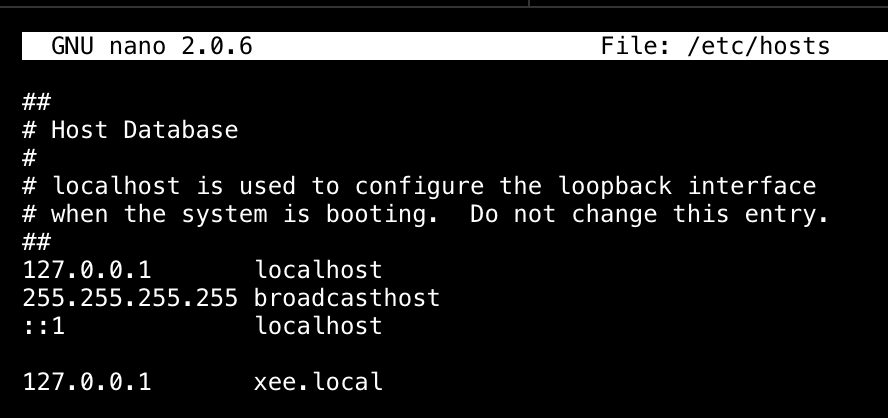 GNU nano 2.0.6 File: /etc/hosts
##
# Host Database
#
# localhost is used to configure the loopback interface
# when the system is booting.  Do not change this entry.
##
127.0.0.1       localhost
255.255.255.255 broadcasthost
::1             localhost
127.0.0.1       xee.local